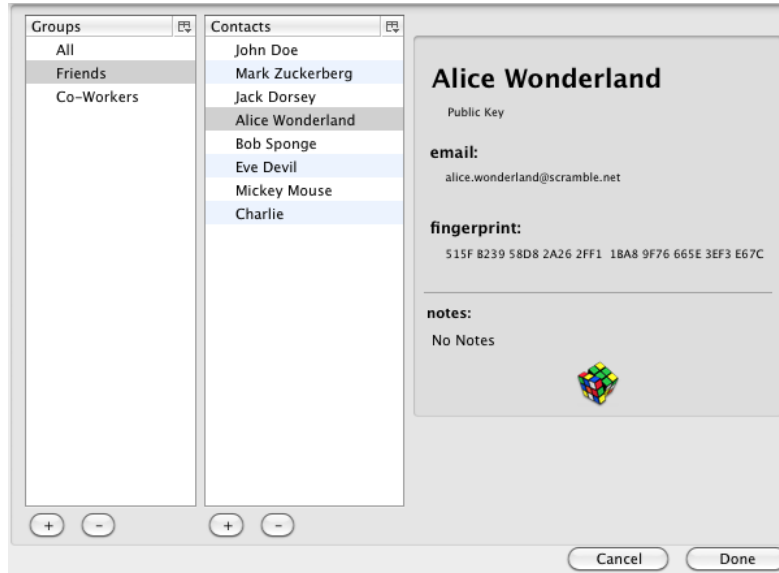 Groups
All
Friends
Co-Workers
+ -
Contacts
John Doe
Mark Zuckerberg
Jack Dorsey
Alice Wonderland
Bob Sponge
Eve Devil
Mickey Mouse
Charlie
+ -
Alice Wonderland
Public Key
email:
alice.wonderland@scramble.net
fingerprint:
515F B239 58D8 2A26 2FF1 1BA8 9F76 665E 3EF3 E67C
notes:
No Notes
Cancel Done